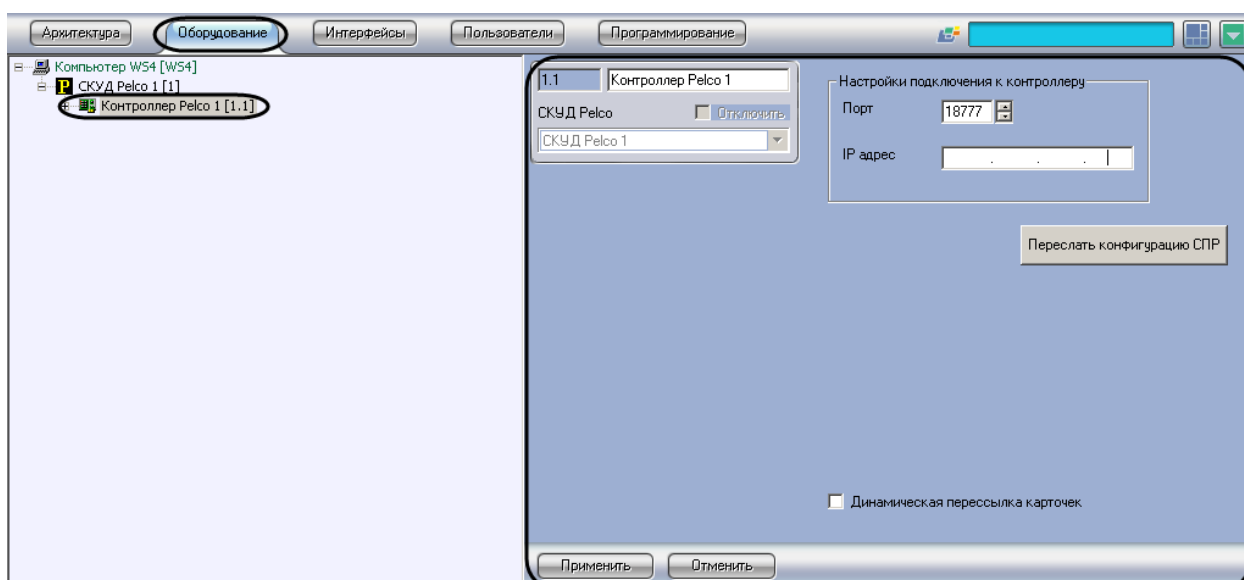 Архитектура Оборудование Интерфейсы Пользователи Программирование
Компьютер WS4 [WS4]
СКУД Pelco 1 [1]
Контроллер Pelco 1 [1.1]
1.1 Контроллер Pelco 1
СКУД Pelco Отключить
СКУД Pelco 1
Настройки подключения к контроллеру
Порт 18777
IP адрес . . .
Переслать конфигурацию СПР
Динамическая перессылка карточек
Применить Отменить